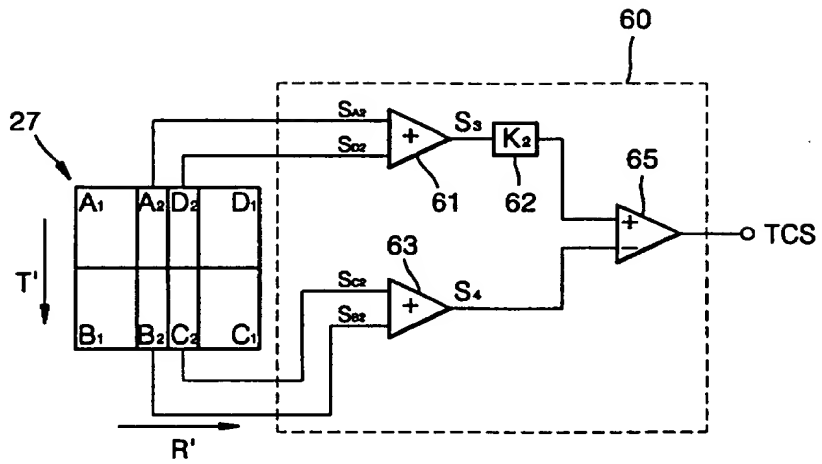 60
27
SA2
SD2
+
S3
K2
61
62
65
A1 A2 D2 D1
+
−
TCS
T'
63
SC2
SB2
+
S4
B1 B2 C2 C1
R'